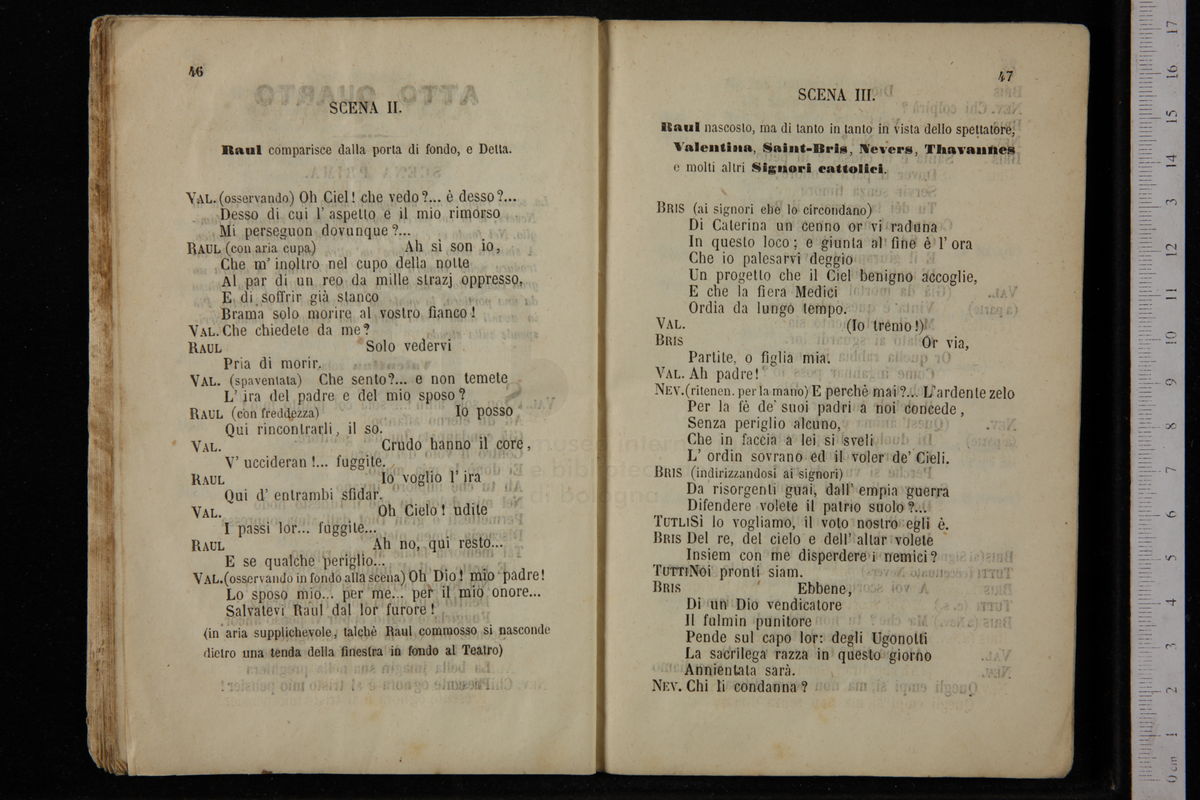 46
SCENA II.
Raul comparisce dalla porta di fondo, e Detta.
VAL. (osservando) Oh Ciel! che vedo?... è desso?...
Desso di cui l' aspetto e il mio rimorso
Mi perseguon dovunque?...
RAUL (con aria cupa) Ah si son io,
Che m' inoltro nel cupo della notte
Al par di un reo da mille strazj oppresso,
E di soffrir già stanco
Brama solo morire al vostro fianco!
VAL. Che chiedete da me?
RAUL Solo vedervi
Pria di morir.
VAL. (spaventata) Che sento?... e non temete
L' ira del padre e del mio sposo?
RAUL (con freddezza) Io posso
Qui rincontrarli, il so.
VAL. Crudo hanno il core,
V' uccideran!... fuggite.
RAUL Io voglio l' ira
Qui d' entrambi sfidar.
VAL. Oh Cielo! udite
I passi lor... fuggite...
RAUL Ah no, qui resto...
E se qualche periglio...
VAL. (osservando in fondo alla scena) Oh Dio! mio padre!
Lo sposo mio... per me... per il mio onore...
Salvatevi Raul dal lor furore!
(in aria supplichevole, talchè Raul commosso si nasconde
dietro una tenda della finestra in fondo al Teatro)
47
SCENA III.
Raul nascosto, ma di tanto in tanto in vista dello spettatore,
Valentina, Saint-Bris, Nevers, Thavannes
e molti altri Signori cattolici.
BRIS (ai signori che lo circondano)
Di Caterina un cenno or vi raduna
In questo loco; e giunta al fine è l' ora
Che io palesarvi deggio
Un progetto che il Ciel benigno accoglie,
E che la fiera Medici
Ordia da lungo tempo.
VAL. (Io tremo!)
BRIS Or via,
Partite, o figlia mia.
VAL. Ah padre!
NEV. (ritenen. per la mano) E perchè mai?... L'ardente zelo
Per la fè de' suoi padri a noi concede,
Senza periglio alcuno,
Che in faccia a lei si sveli
L' ordin sovrano ed il voler de' Cieli.
BRIS (indirizzandosi ai signori)
Da risorgenti guai, dall' empia guerra
Difendere volete il patrio suolo?...
TUTLI Si lo vogliamo, il voto nostro egli è.
BRIS Del re, del cielo e dell' altar volete
Insiem con me disperdere i nemici?
TUTTI Noi pronti siam.
BRIS Ebbene,
Di un Dio vendicatore
Il fulmin punitore
Pende sul capo lor: degli Ugonotti
La sacrilega razza in questo giorno
Annientata sarà.
NEV. Chi li condanna?